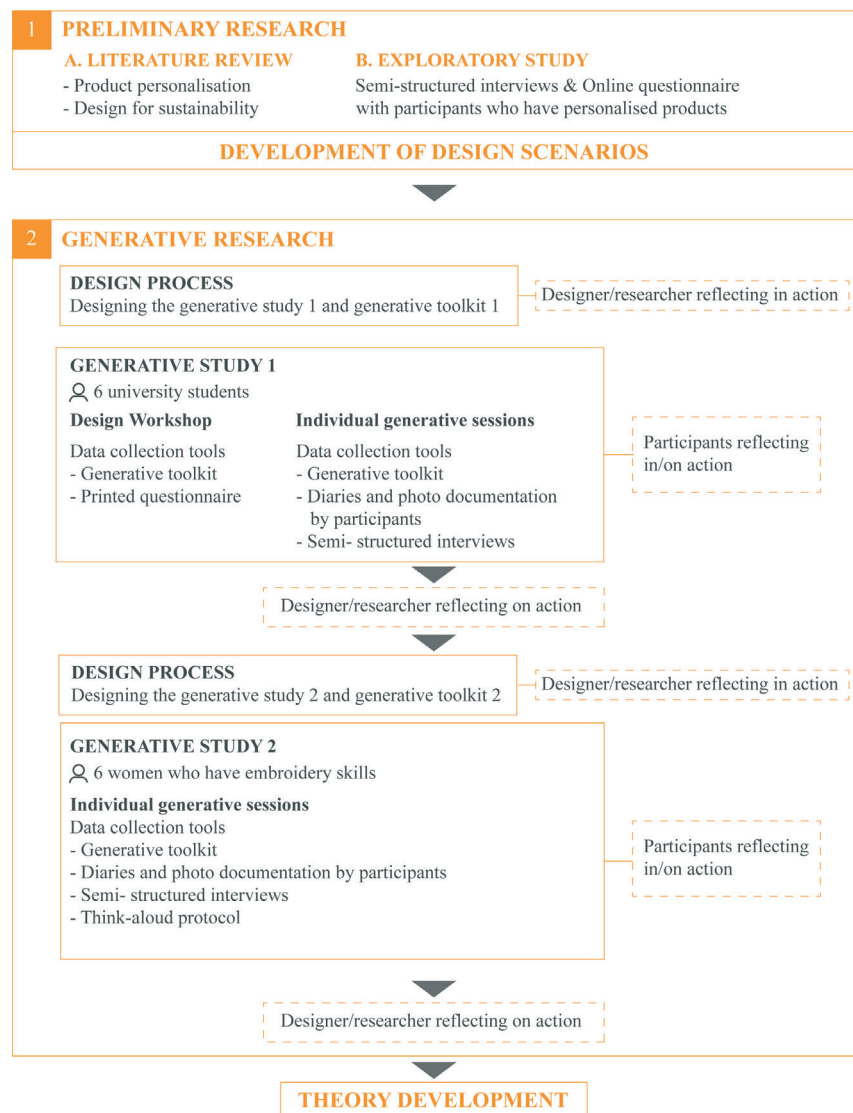 1 PRELIMINARY RESEARCH
A. LITERATURE REVIEW
- Product personalisation
- Design for sustainability
B. EXPLORATORY STUDY
Semi-structured interviews & Online questionnaire
with participants who have personalised products
DEVELOPMENT OF DESIGN SCENARIOS
2 GENERATIVE RESEARCH
DESIGN PROCESS
Designing the generative study 1 and generative toolkit 1
Designer/researcher reflecting in action
GENERATIVE STUDY 1
6 university students
Design Workshop
Data collection tools
- Generative toolkit
- Printed questionnaire
Individual generative sessions
Data collection tools
- Generative toolkit
- Diaries and photo documentation
by participants
- Semi- structured interviews
Participants reflecting
in/on action
Designer/researcher reflecting on action
DESIGN PROCESS
Designing the generative study 2 and generative toolkit 2
Designer/researcher reflecting in action
GENERATIVE STUDY 2
6 women who have embroidery skills
Individual generative sessions
Data collection tools
- Generative toolkit
- Diaries and photo documentation by participants
- Semi- structured interviews
- Think-aloud protocol
Participants reflecting
in/on action
Designer/researcher reflecting on action
THEORY DEVELOPMENT